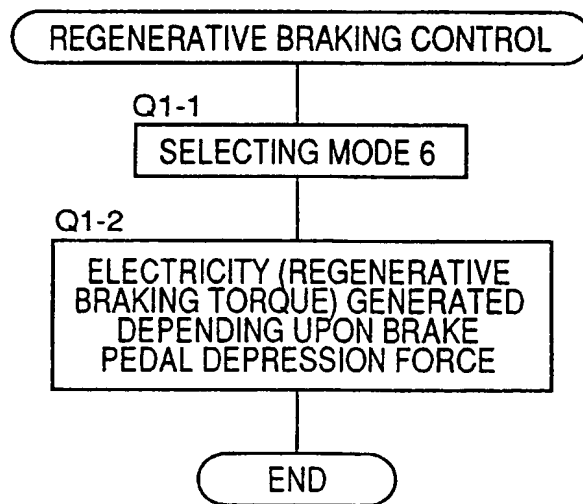 REGENERATIVE BRAKING CONTROL
Q1-1
SELECTING MODE 6
Q1-2
ELECTRICITY (REGENERATIVE
BRAKING TORQUE) GENERATED
DEPENDING UPON BRAKE
PEDAL DEPRESSION FORCE
END